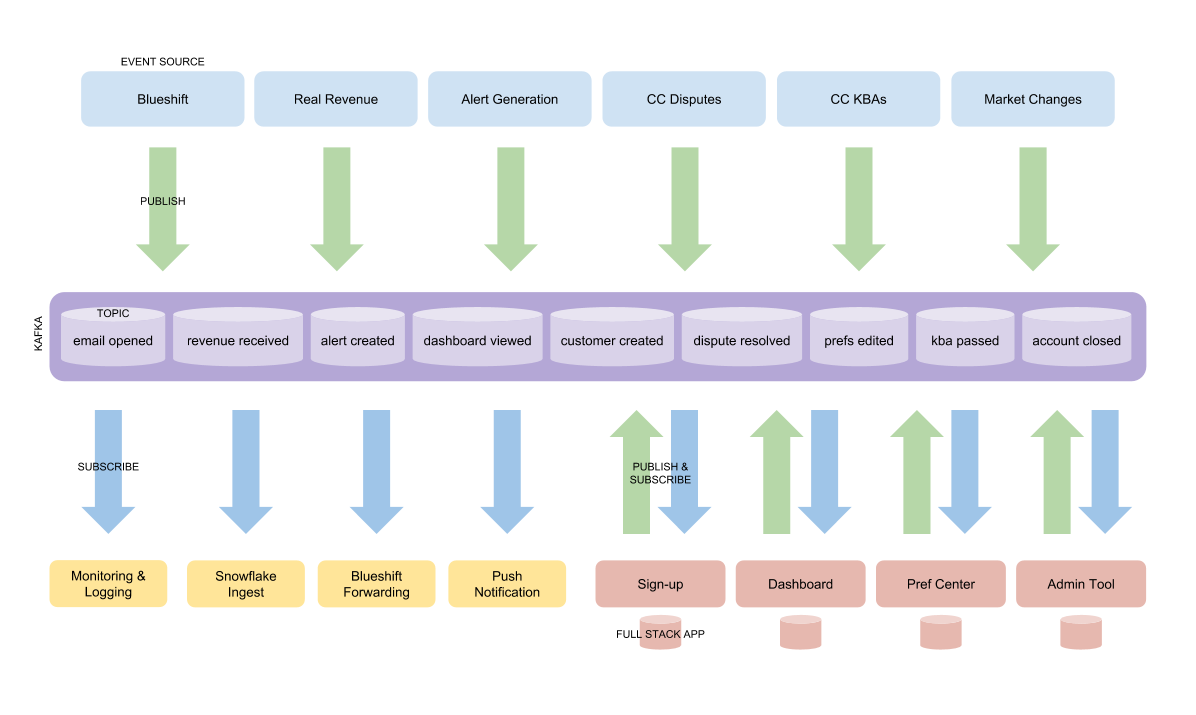 EVENT SOURCE
Blueshift
Real Revenue
Alert Generation
CC Disputes
CC KBAs
Market Changes
PUBLISH
KAFKA
TOPIC
email opened
revenue received
alert created
dashboard viewed
customer created
dispute resolved
prefs edited
kba passed
account closed
SUBSCRIBE
PUBLISH &
SUBSCRIBE
Monitoring &
Logging
Snowflake
Ingest
Blueshift
Forwarding
Push
Notification
Sign-up
Dashboard
Pref Center
Admin Tool
FULL STACK APP